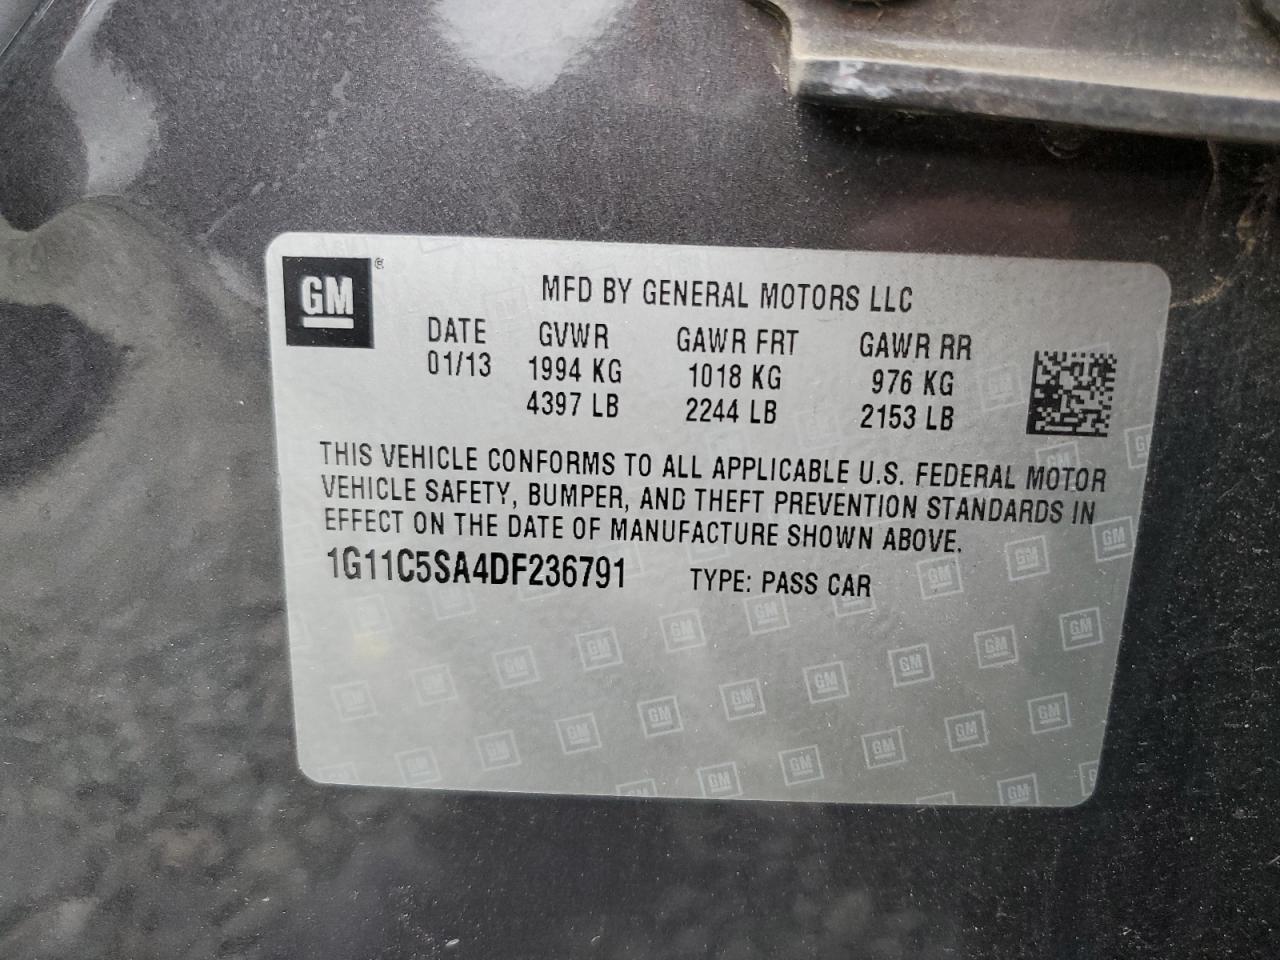 GM®
MFD BY GENERAL MOTORS LLC
DATE GVWR GAWR FRT GAWR RR
01/13 1994 KG 1018 KG 976 KG
4397 LB 2244 LB 2153 LB
THIS VEHICLE CONFORMS TO ALL APPLICABLE U.S. FEDERAL MOTOR
VEHICLE SAFETY, BUMPER, AND THEFT PREVENTION STANDARDS IN
EFFECT ON THE DATE OF MANUFACTURE SHOWN ABOVE.
1G11C5SA4DF236791 TYPE: PASS CAR